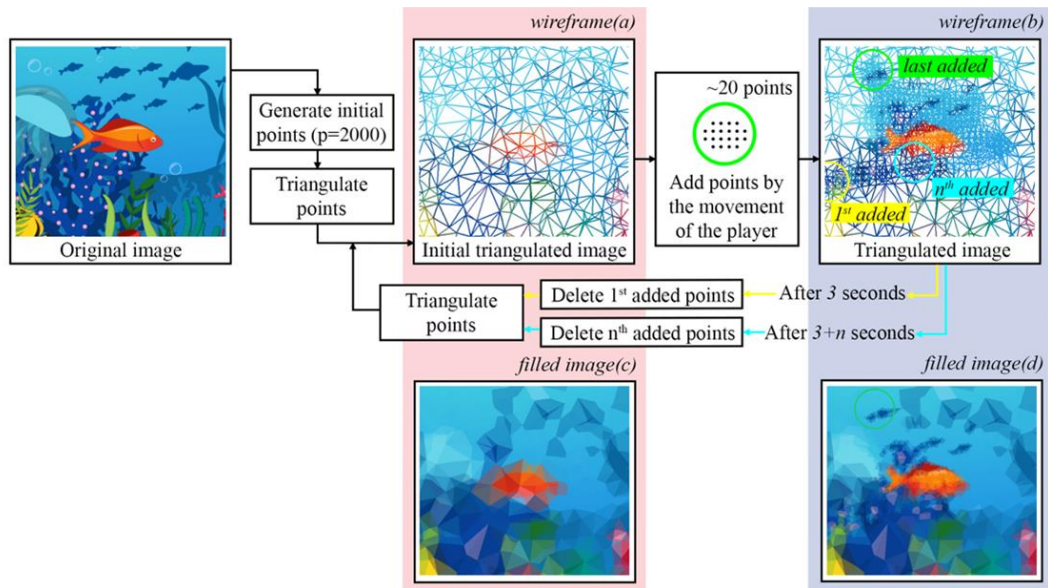 wireframe(a)
wireframe(b)
Original image
Generate initial
points (p=2000)
Triangulate
points
Initial triangulated image
~20 points
Add points by
the movement
of the player
last added
nth added
1st added
Triangulated image
Triangulate
points
Delete 1st added points
After 3 seconds
Delete nth added points
After 3+n seconds
filled image(c)
filled image(d)